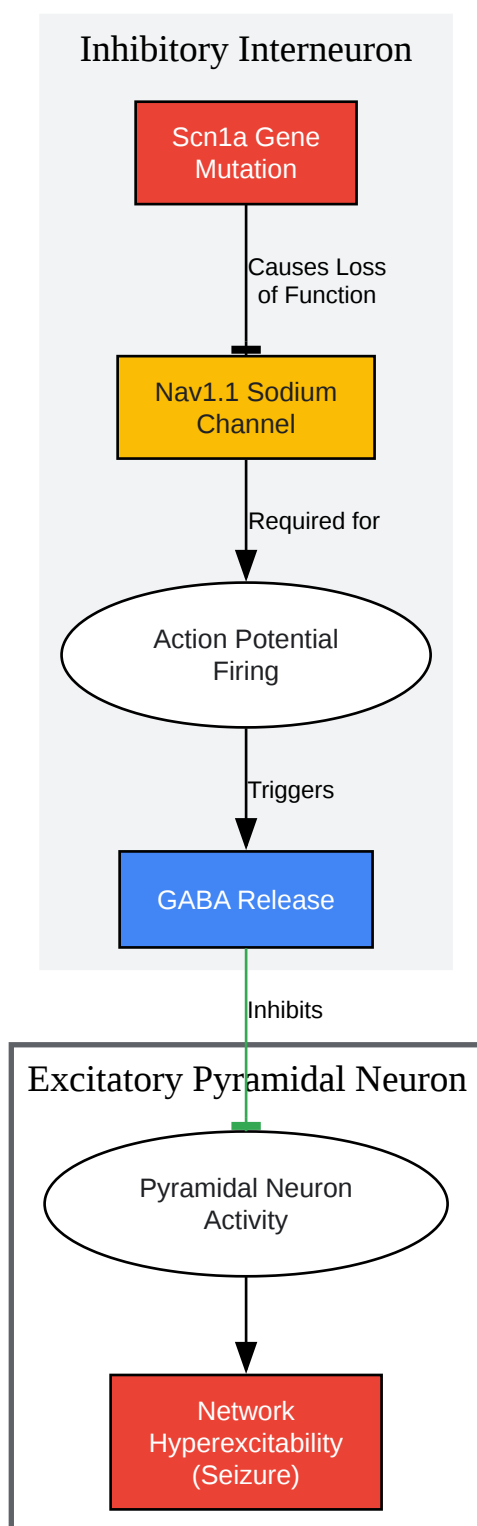 Inhibitory Interneuron
Scn1a Gene
Mutation
Causes Loss
of Function
Nav1.1 Sodium
Channel
Required for
Action Potential
Firing
Triggers
GABA Release
Inhibits
Excitatory Pyramidal Neuron
Pyramidal Neuron
Activity
Network
Hyperexcitability
(Seizure)